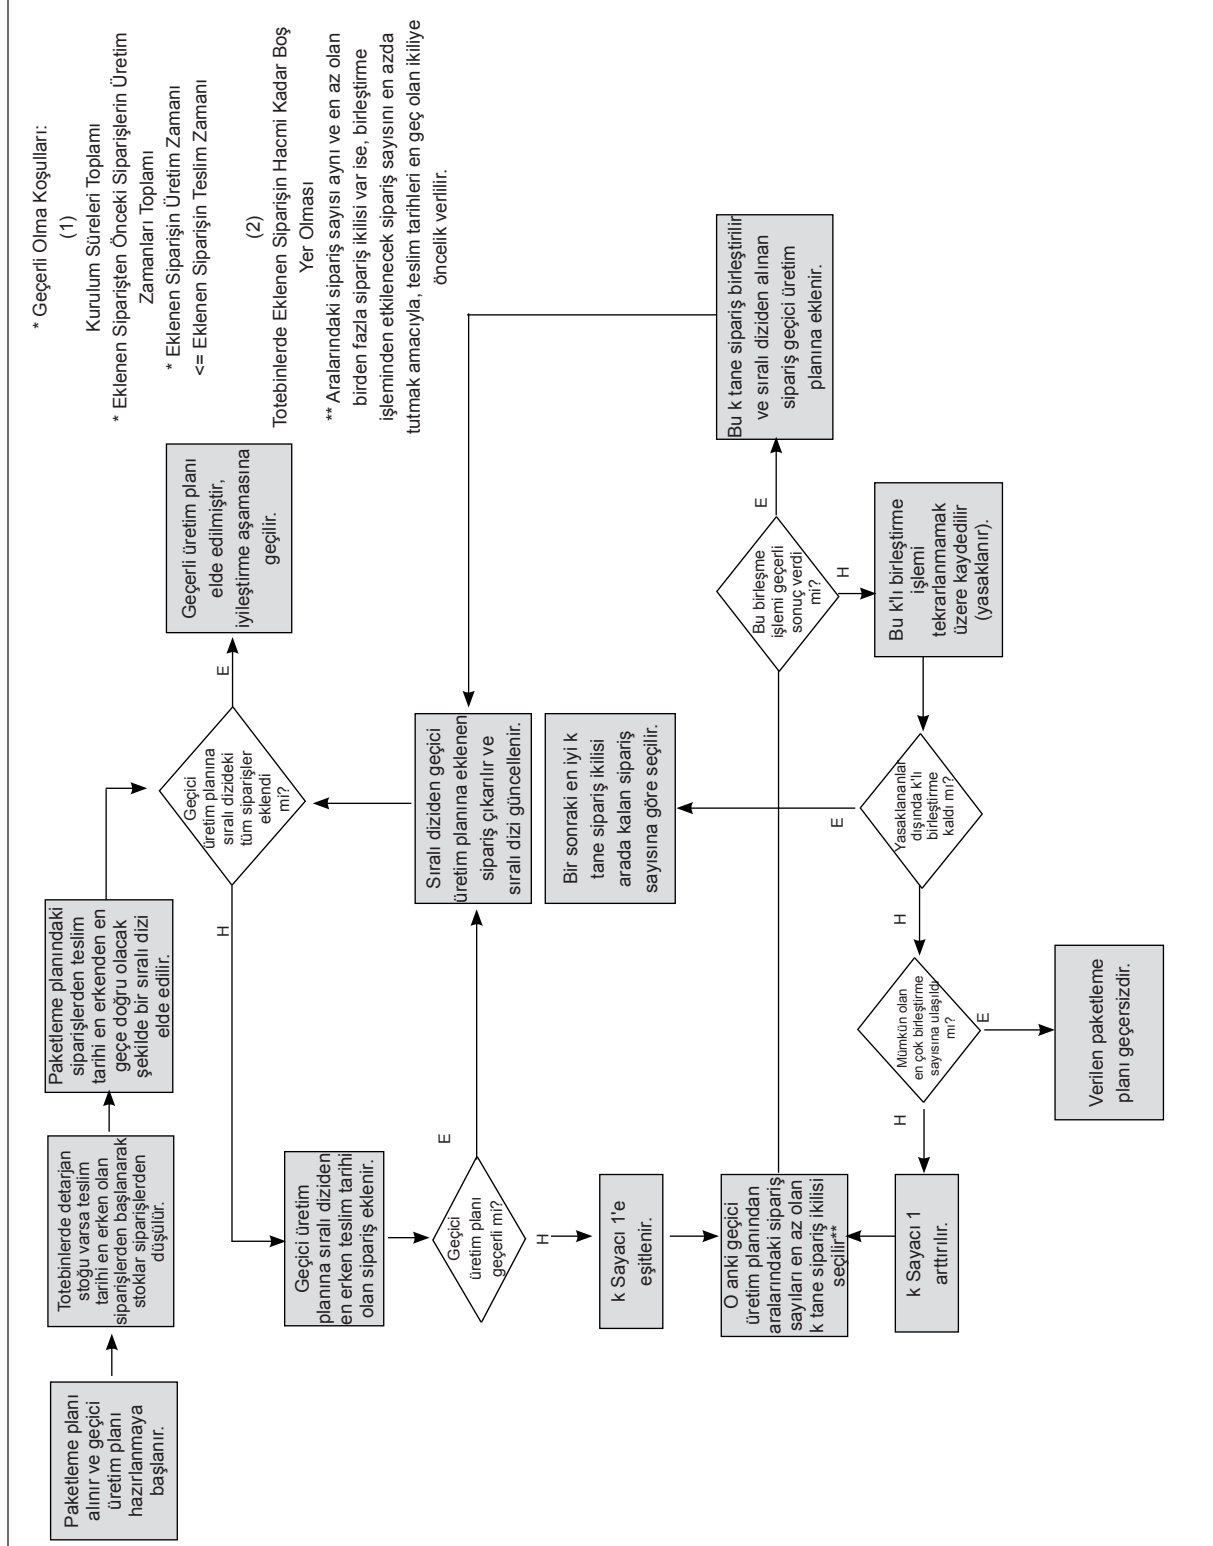 * Geçerli Olma Koşulları:
(1)
Kurulum Süreleri Toplamı
* Eklenen Siparişten Önceki Siparişlerin Üretim
Zamanları Toplamı
* Eklenen Siparişin Üretim Zamanı
<= Eklenen Siparişin Teslim Zamanı
(2)
Totebinlerde Eklenen Siparişin Hacmi Kadar Boş
Yer Olması
** Aralarındaki sipariş sayısı aynı ve en az olan
birden fazla sipariş ikilisi var ise, birleştirme
işleminden etkilenecek sipariş sayısını en azda
tutmak amacıyla, teslim tarihleri en geç olan ikiliye
öncelik verlilir.
Paketleme planı
alınır ve geçici
üretim planı
hazırlanmaya
başlanır.
Totebinlerde detarjan
stoğu varsa teslim
tarihi en erken olan
siparişlerden başlanarak
stoklar siparişlerden
düşülür.
Paketleme planındaki
siparişlerden teslim
tarihi en erkenden en
geçe doğru olacak
şekilde bir sıralı dizi
elde edilir.
Geçici
üretim planına
sıralı dizideki
tüm siparişler
eklendi
mi?
E
H
Geçerli üretim planı
elde edilmiştir,
iyileştirme aşamasına
geçilir.
Geçici üretim
planına sıralı diziden
en erken teslim tarihi
olan sipariş eklenir.
Geçici
üretim planı
geçerli mi?
E
H
Sıralı diziden geçici
üretim planına eklenen
sipariş çıkarılır ve
sıralı dizi güncellenir.
k Sayacı 1'e
eşitlenir.
O anki geçici
üretim planından
aralarındaki sipariş
sayıları en az olan
k tane sipariş ikilisi
seçilir**
Bu birleşme
işlemi geçerli
sonuç verdi
mi?
E
H
Bu k tane sipariş birleştirilir
ve sıralı diziden alınan
sipariş geçici üretim
planına eklenir.
Bu k'lı birleştirme
işlemi
tekrarlanmamak
üzere kaydedilir
(yasaklanır).
Yasaklananlar
dışında k'lı
birleştirme
kaldı mı?
E
H
Bir sonraki en iyi k
tane sipariş ikilisi
arada kalan sipariş
sayısına göre seçilir.
Mümkün olan
en çok birleştirme
sayısına ulaşıldı
mı?
E
H
Verilen paketleme
planı geçersizdir.
k Sayacı 1
arttırılır.